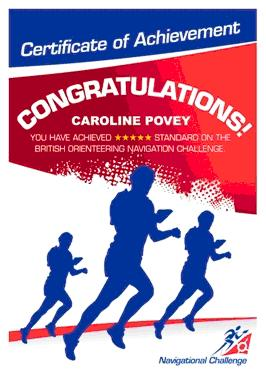 Certificate of Achievement
CONGRATULATIONS!
CAROLINE POVEY
YOU HAVE ACHIEVED ★★★★★ STANDARD ON THE
BRITISH ORIENTEERING NAVIGATION CHALLENGE.
Navigational Challenge